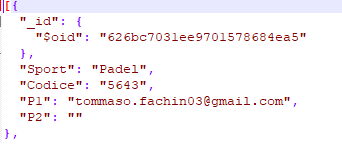 [{
"_id": {
"$oid": "626bc7031ee9701578684ea5"
},
"Sport": "Padel",
"Codice": "5643",
"P1": "tommaso.fachin03@gmail.com",
"P2": ""
},